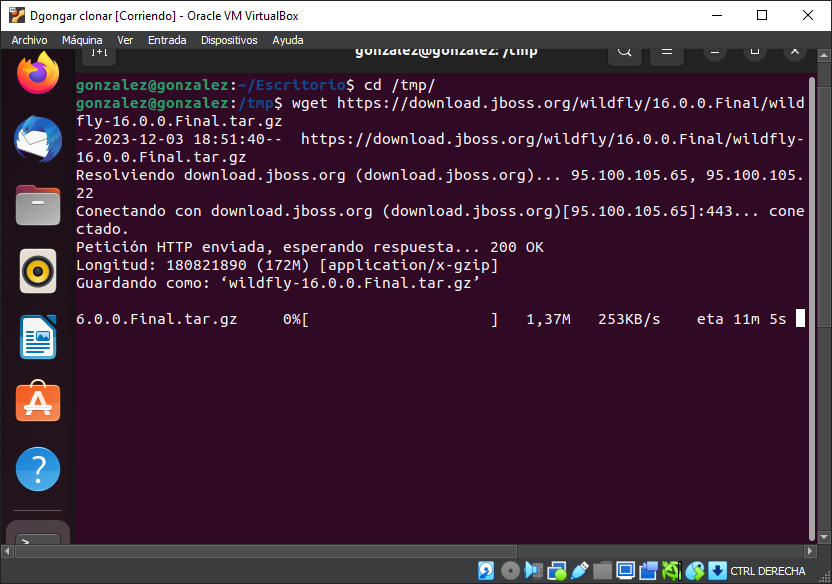 Dgongar clonar [Corriendo] - Oracle VM VirtualBox
Archivo Máquina Ver Entrada Dispositivos Ayuda
gonzalez@gonzalez: /tmp
gonzalez@gonzalez:~/Escritorio$ cd /tmp/
gonzalez@gonzalez:/tmp$ wget https://download.jboss.org/wildfly/16.0.0.Final/wild
fly-16.0.0.Final.tar.gz
--2023-12-03 18:51:40--  https://download.jboss.org/wildfly/16.0.0.Final/wildfly-
16.0.0.Final.tar.gz
Resolviendo download.jboss.org (download.jboss.org)... 95.100.105.65, 95.100.105.
22
Conectando con download.jboss.org (download.jboss.org)[95.100.105.65]:443... cone
ctado.
Petición HTTP enviada, esperando respuesta... 200 OK
Longitud: 180821890 (172M) [application/x-gzip]
Guardando como: ‘wildfly-16.0.0.Final.tar.gz’
6.0.0.Final.tar.gz     0%[                    ]   1,37M   253KB/s    eta 11m 5s
CTRL DERECHA